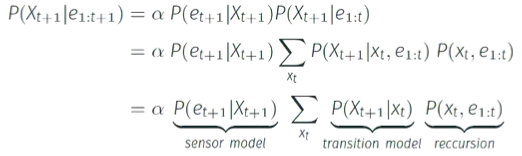 P(X_{t+1}|e_{1:t+1}) = α P(e_{t+1}|X_{t+1})P(X_{t+1}|e_{1:t})
= α P(e_{t+1}|X_{t+1}) ∑_{x_t} P(X_{t+1}|x_t, e_{1:t}) P(x_t, e_{1:t})
= α P(e_{t+1}|X_{t+1}) ∑_{x_t} P(X_{t+1}|x_t) P(x_t, e_{1:t})
sensor model transition model reccursion